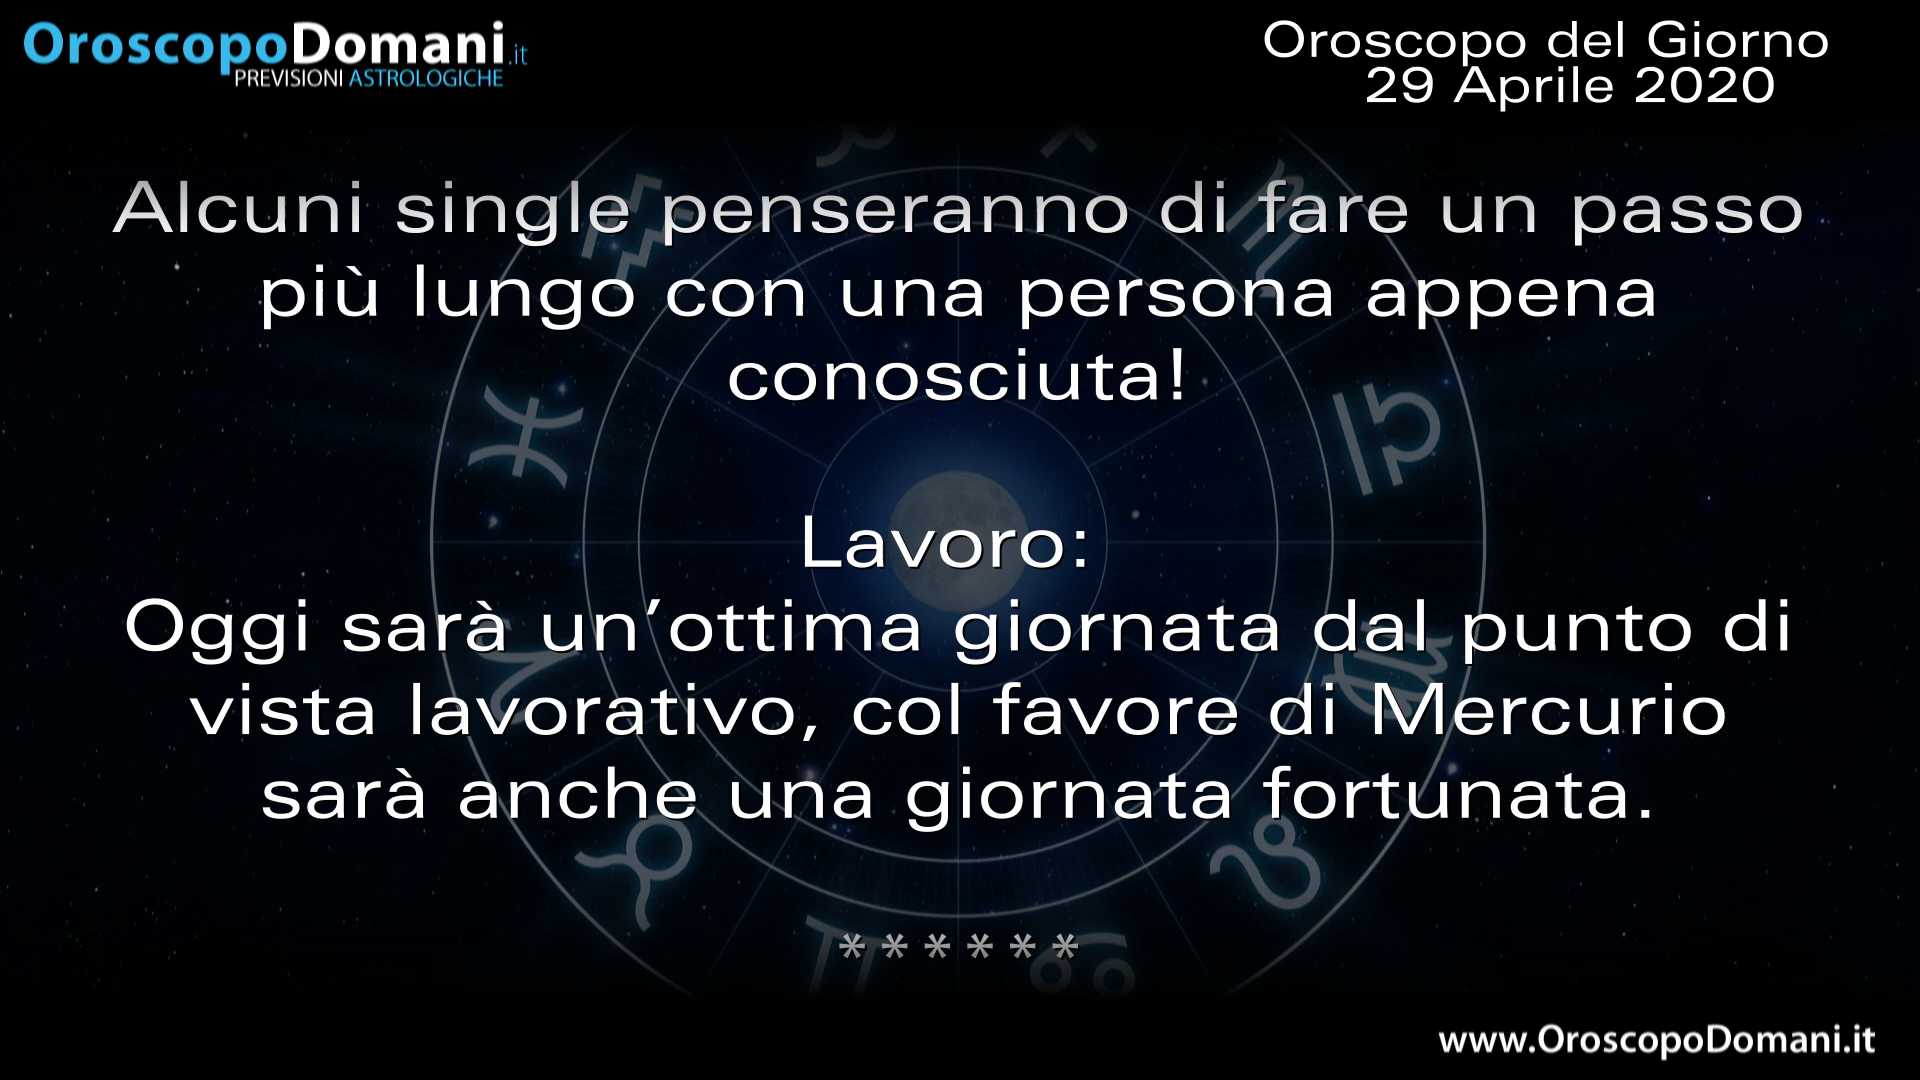 OroscopoDomani.it
PREVISIONI ASTROLOGICHE
Oroscopo del Giorno
29 Aprile 2020
Alcuni single penseranno di fare un passo
più lungo con una persona appena
conosciuta!
Lavoro:
Oggi sarà un’ottima giornata dal punto di
vista lavorativo, col favore di Mercurio
sarà anche una giornata fortunata.
******
www.OroscopoDomani.it